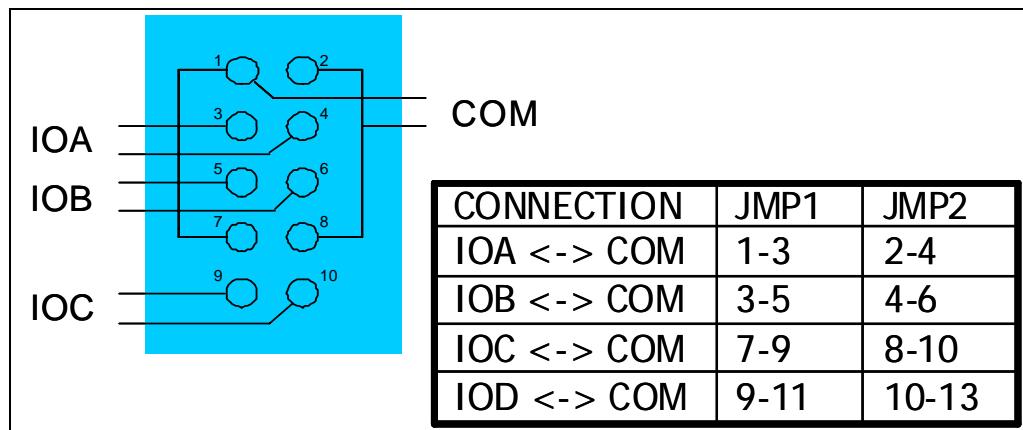 1 2
COM
3 4
IOA
5 6
IOB
7 8
9 10
IOC
CONNECTION JMP1 JMP2
IOA <-> COM 1-3 2-4
IOB <-> COM 3-5 4-6
IOC <-> COM 7-9 8-10
IOD <-> COM 9-11 10-13